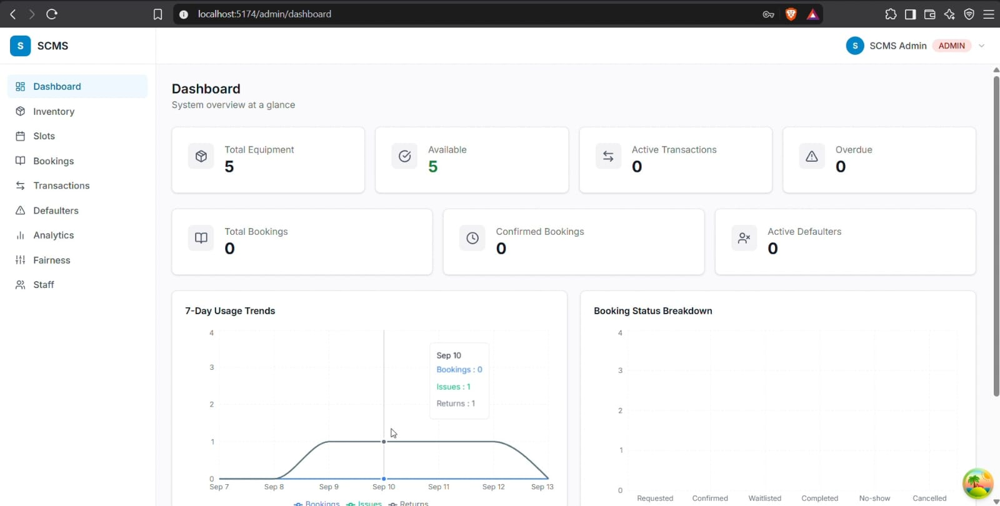 localhost:5174/admin/dashboard
S SCMS
S SCMS Admin ADMIN
Dashboard
Inventory
Slots
Bookings
Transactions
Defaulters
Analytics
Fairness
Staff
Dashboard
System overview at a glance
Total Equipment
5
Available
5
Active Transactions
0
Overdue
0
Total Bookings
0
Confirmed Bookings
0
Active Defaulters
0
7-Day Usage Trends
4
3
2
1
0
Sep 10
Bookings : 0
Issues : 1
Returns : 1
Sep 7 Sep 8 Sep 9 Sep 10 Sep 11 Sep 12 Sep 13
Bookings Issues Returns
Booking Status Breakdown
4
3
2
1
0
Requested Confirmed Waitlisted Completed No-show Cancelled